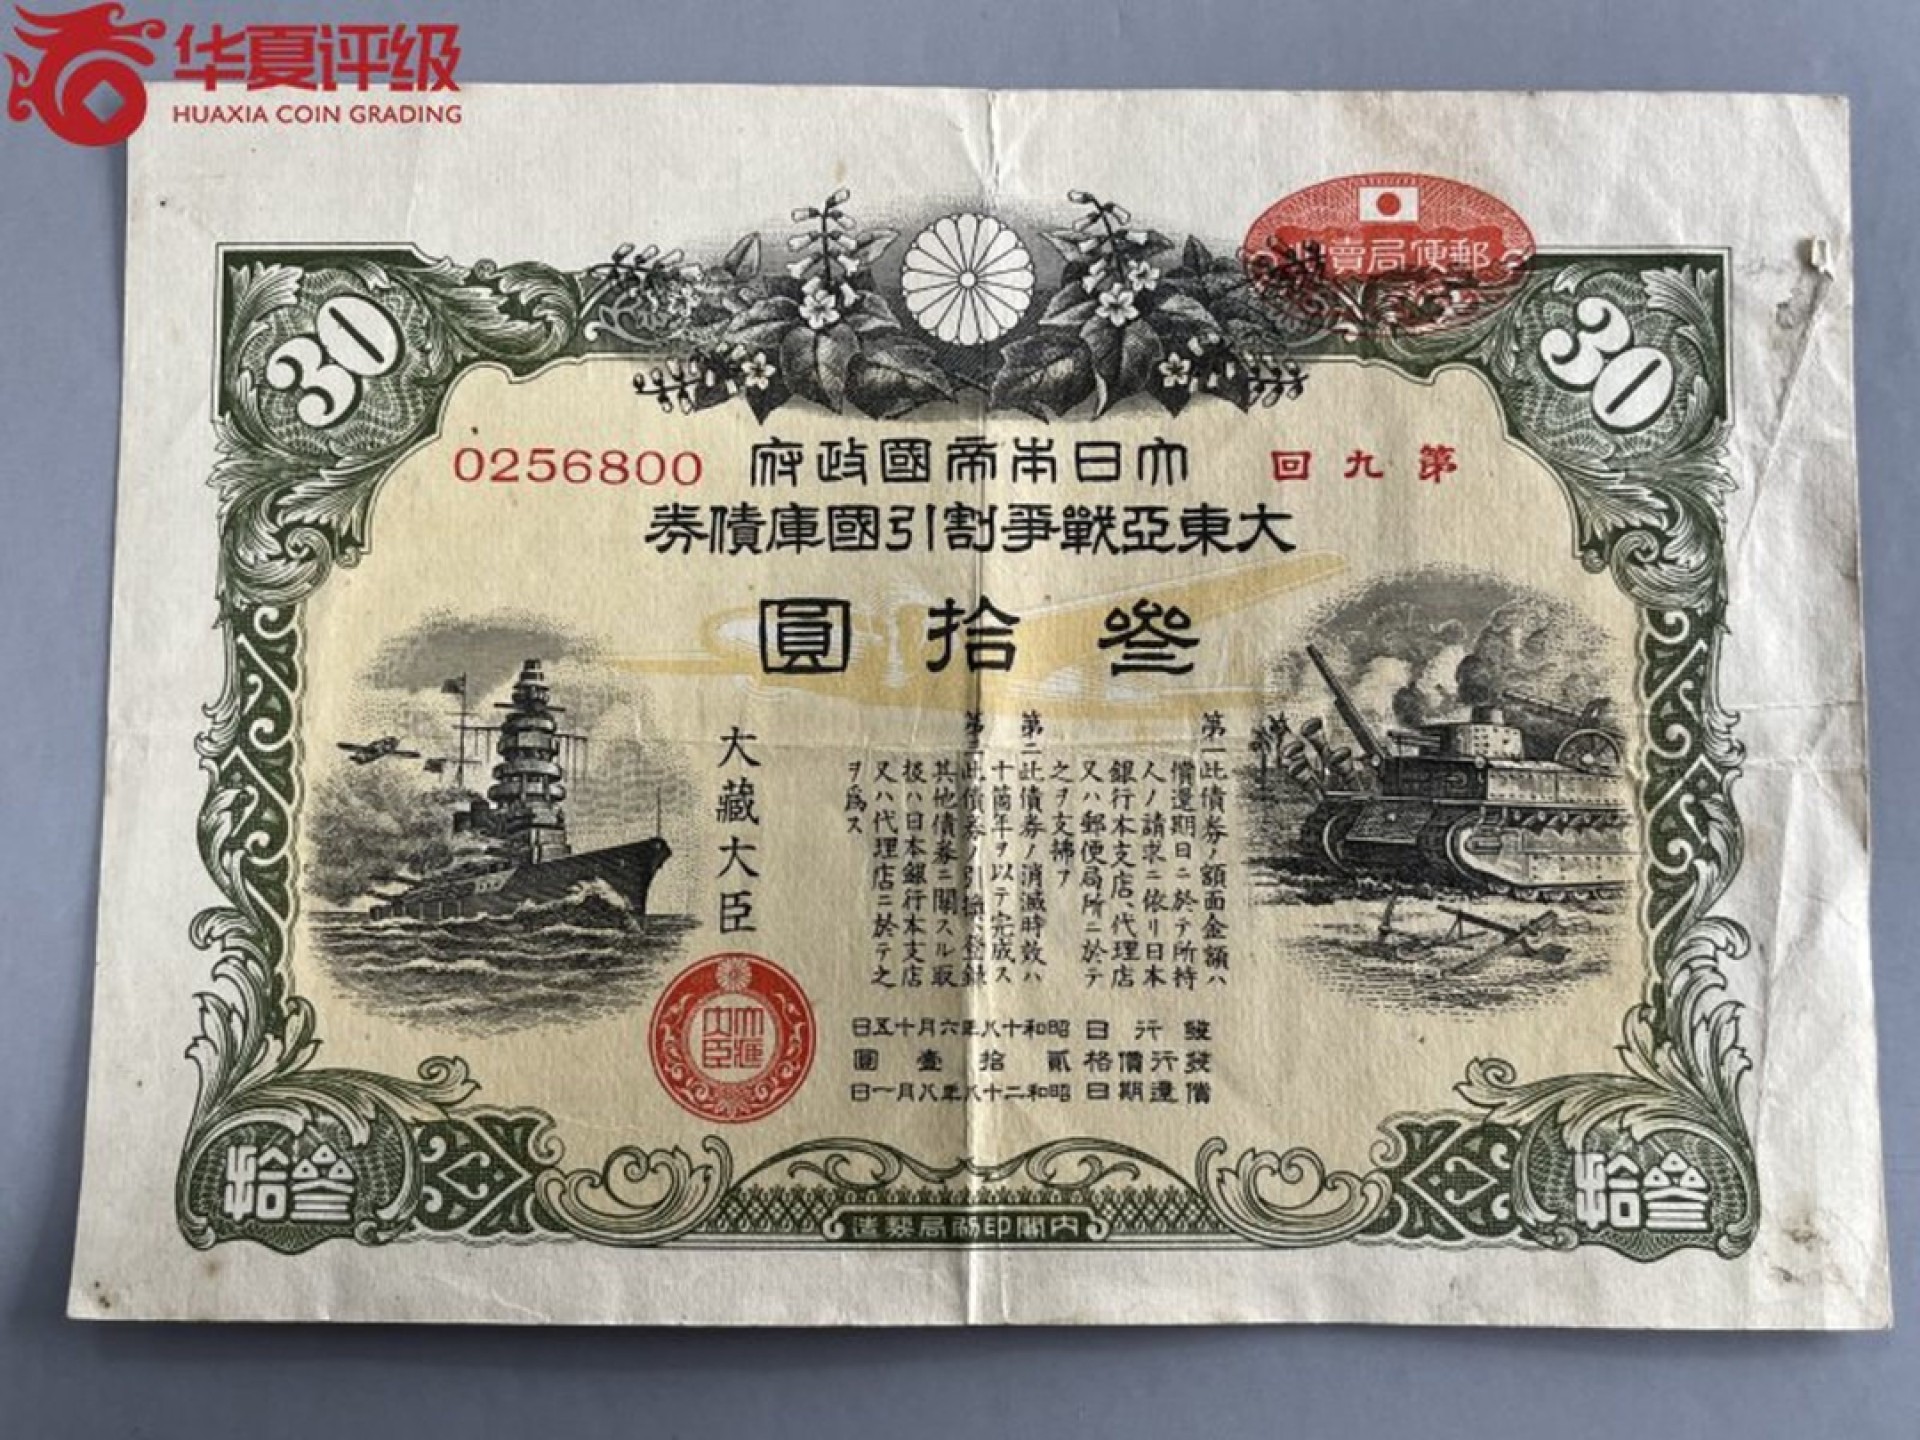 华夏评级
HUAXIA COIN GRADING
郵便局賣出
30
30
第九回
大日本帝國政府
0256800
大東亞戰爭割引國庫債券
叄拾圓
第一此債券ノ額面金額ハ
償還期日ニ於テ所持
人ノ請求ニ依リ日本
銀行本支店、代理店
又ハ郵便局所ニ於テ
之ヲ支拂フ
第二此債券ノ消滅時效ハ
十箇年ヲ以テ完成ス
第三此債券ノ引換、登錄
其他債券ニ關スル取
扱ハ日本銀行本支店
又ハ代理店ニ於テ之
ヲ爲ス
大藏大臣
大藏大臣
發行日 昭和十八年六月十五日
發行價格 貳拾壹圓
償還期日 昭和二十八年八月一日
叄拾
叄拾
內閣印刷局製造